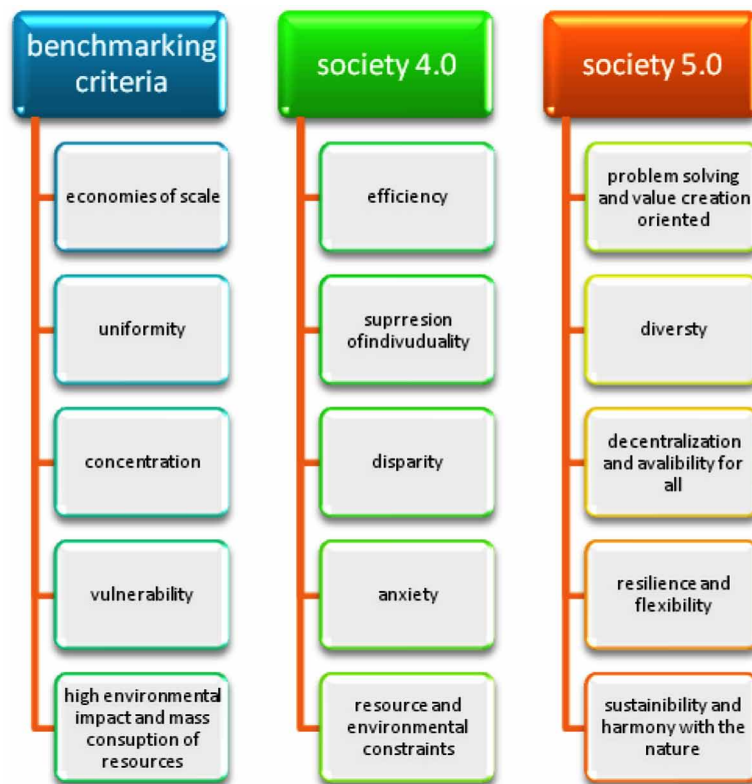 benchmarking
criteria
economies of scale
uniformity
concentration
vulnerability
high environmental
impact and mass
consuption of
resources
society 4.0
efficiency
suprresion
ofindivuduality
disparity
anxiety
resource and
environmental
constraints
society 5.0
problem solving
and value creation
oriented
diversty
decentralization
and avalibility for
all
resilience and
flexibility
sustainibility and
harmony with the
nature